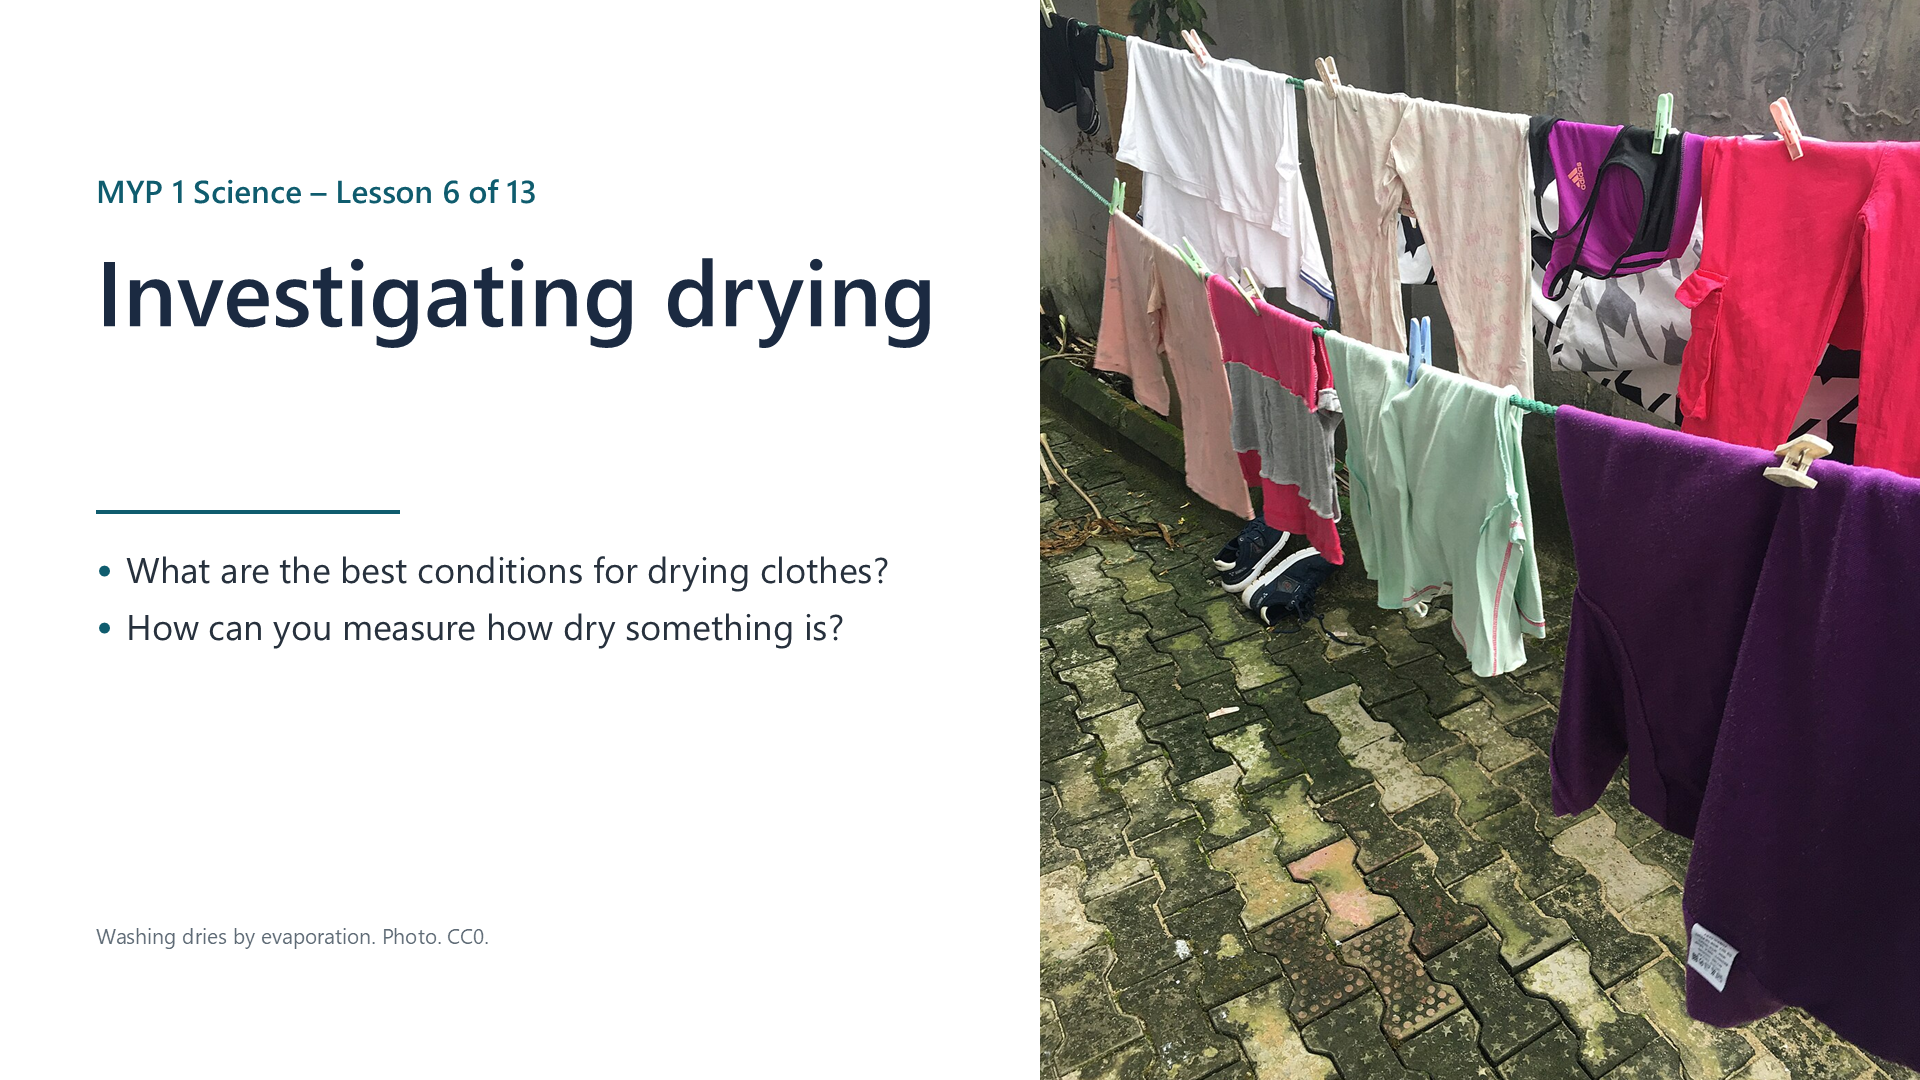 MYP 1 Science – Lesson 6 of 13
Investigating drying
• What are the best conditions for drying clothes?
• How can you measure how dry something is?
Washing dries by evaporation. Photo. CC0.
adidas